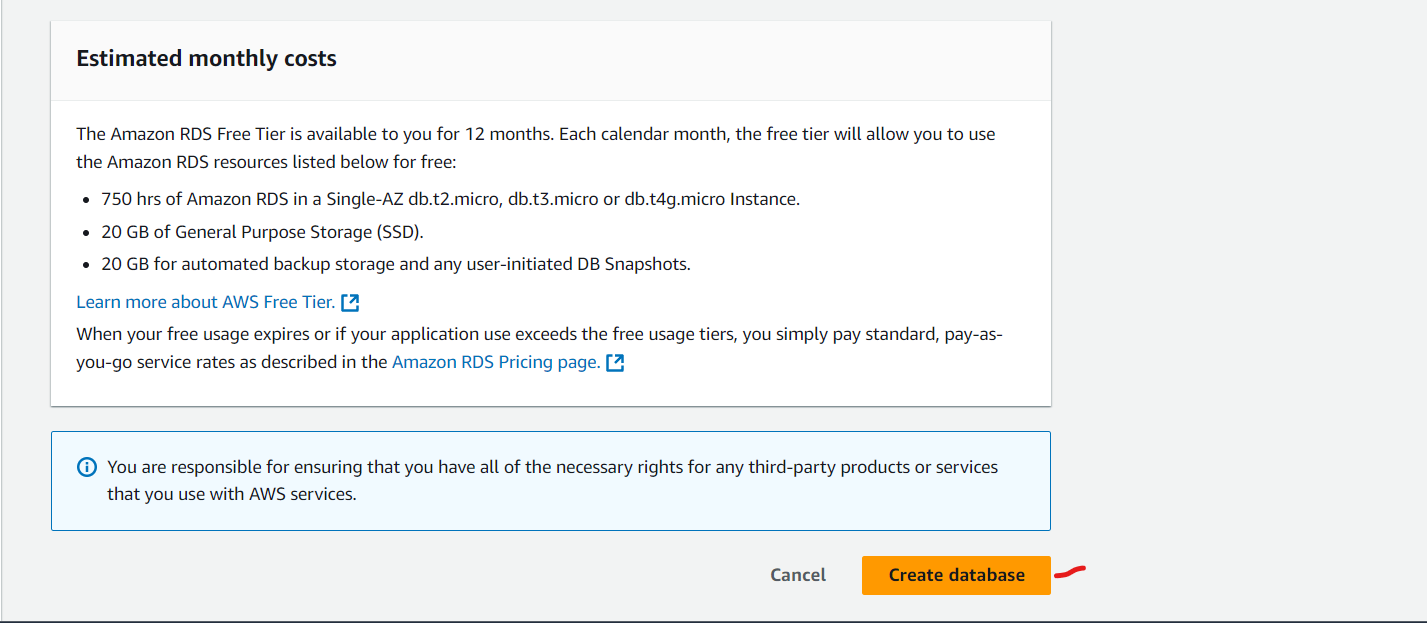 Estimated monthly costs
The Amazon RDS Free Tier is available to you for 12 months. Each calendar month, the free tier will allow you to use
the Amazon RDS resources listed below for free:
• 750 hrs of Amazon RDS in a Single-AZ db.t2.micro, db.t3.micro or db.t4g.micro Instance.
• 20 GB of General Purpose Storage (SSD).
• 20 GB for automated backup storage and any user-initiated DB Snapshots.
Learn more about AWS Free Tier.
When your free usage expires or if your application use exceeds the free usage tiers, you simply pay standard, pay-as-
you-go service rates as described in the Amazon RDS Pricing page.
You are responsible for ensuring that you have all of the necessary rights for any third-party products or services
that you use with AWS services.
Cancel Create database